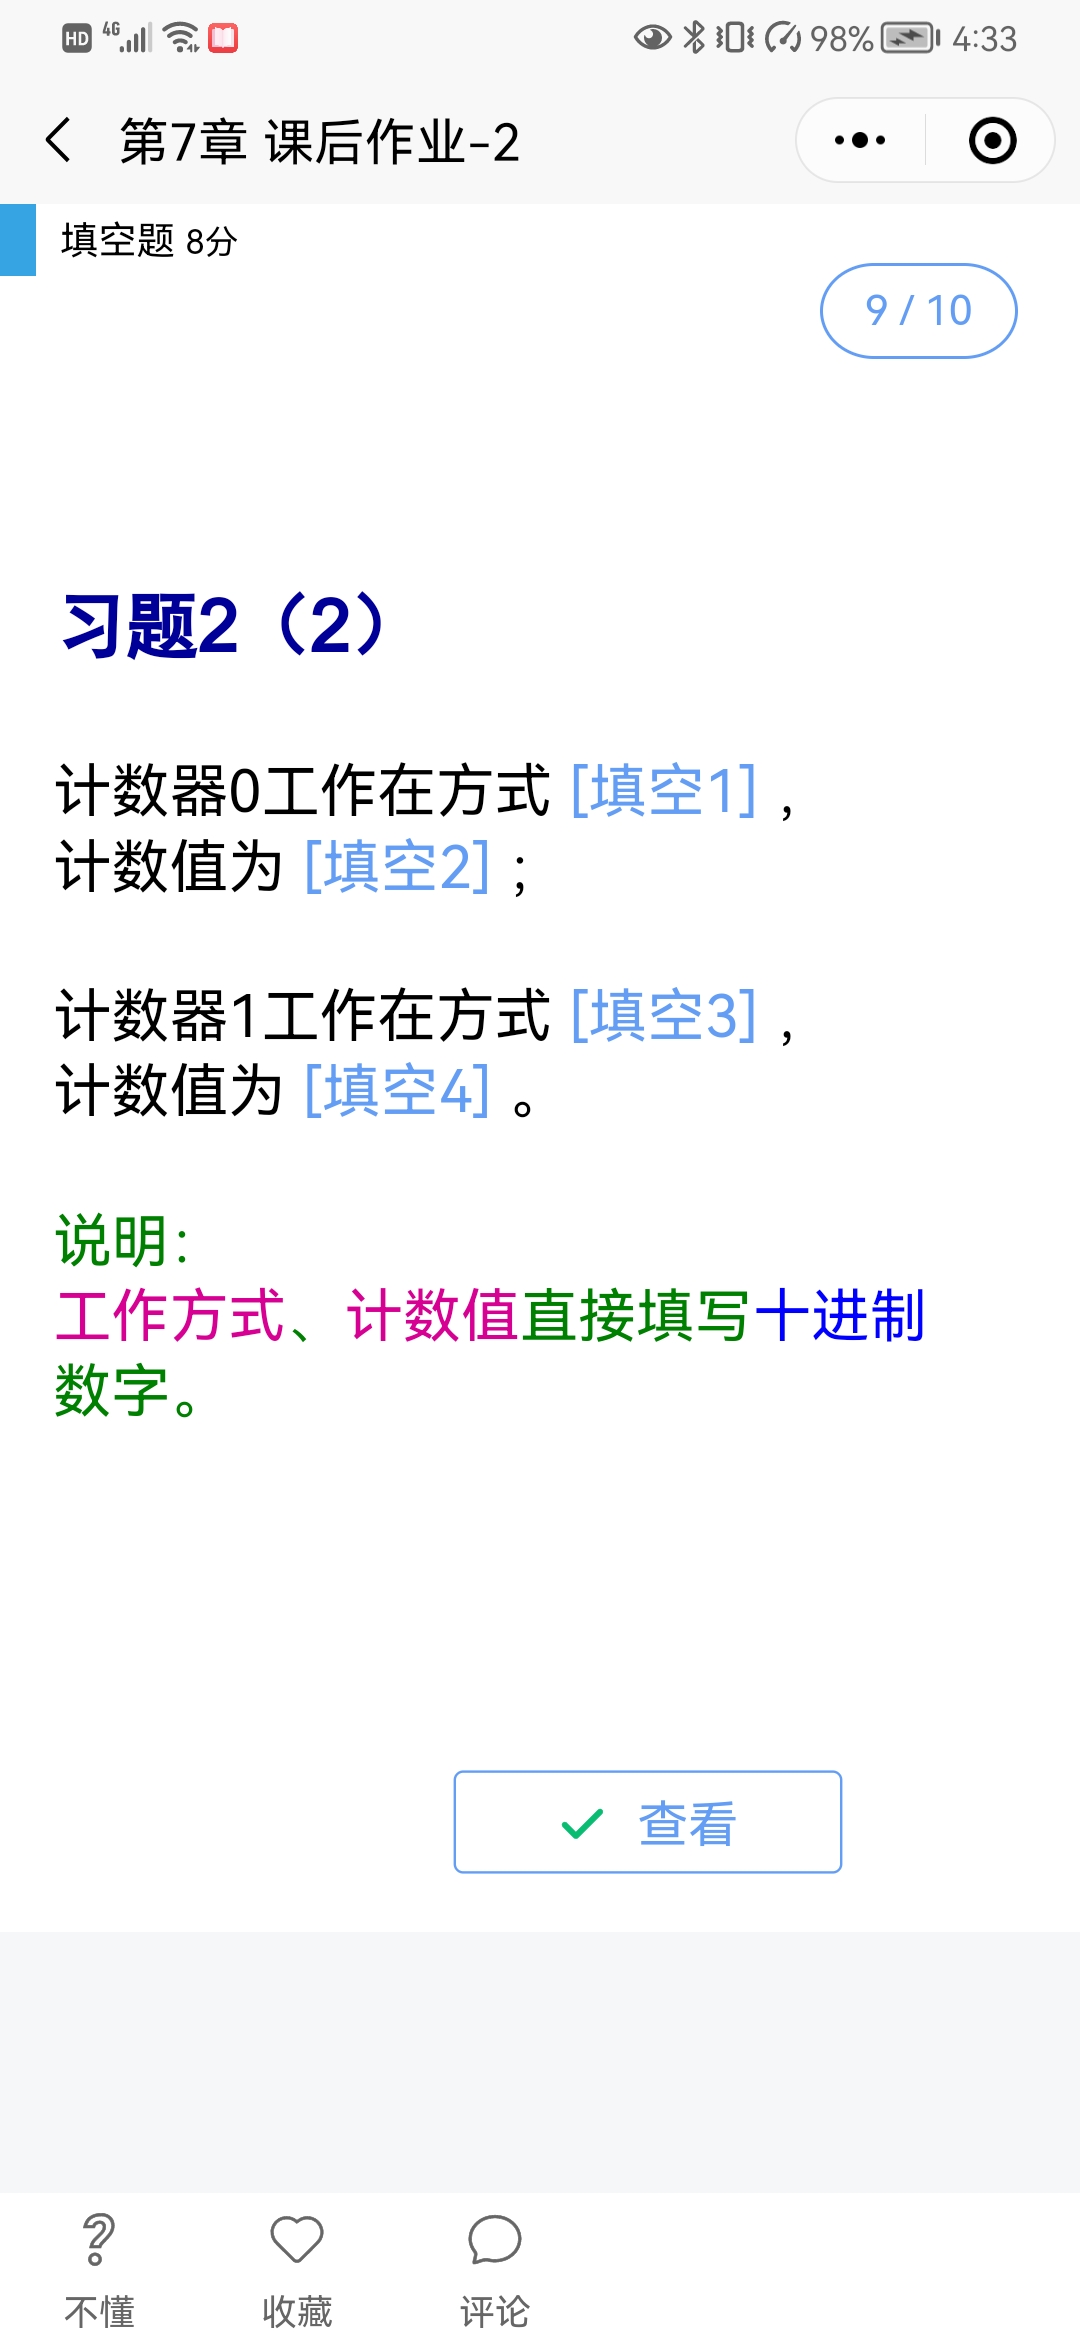 HD 4G 98% 4:33
第7章 课后作业-2
填空题 8分
9 / 10
习题2（2）
计数器0工作在方式 [填空1] ，
计数值为 [填空2] ；
计数器1工作在方式 [填空3] ，
计数值为 [填空4] 。
说明：
工作方式、计数值直接填写十进制
数字。
查看
不懂 收藏 评论